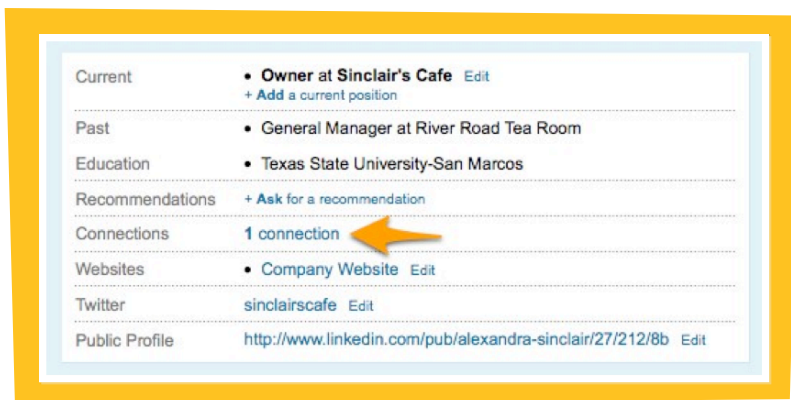 Current • Owner at Sinclair's Cafe Edit
+ Add a current position
Past • General Manager at River Road Tea Room
Education • Texas State University-San Marcos
Recommendations + Ask for a recommendation
Connections 1 connection
Websites • Company Website Edit
Twitter sinclairscafe Edit
Public Profile http://www.linkedin.com/pub/alexandra-sinclair/27/212/8b Edit